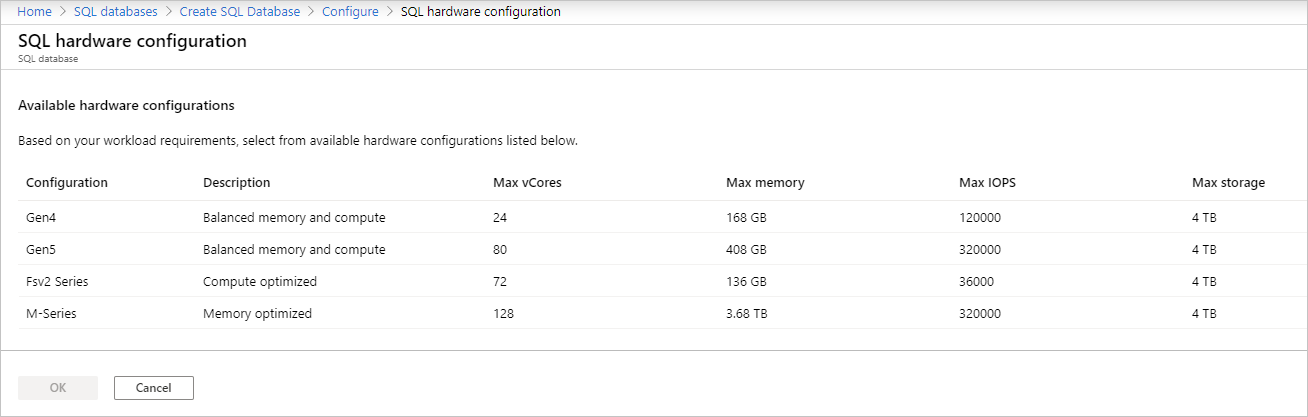 Home > SQL databases > Create SQL Database > Configure > SQL hardware configuration
SQL hardware configuration
SQL database
Available hardware configurations
Based on your workload requirements, select from available hardware configurations listed below.
Configuration Description Max vCores Max memory Max IOPS Max storage
Gen4 Balanced memory and compute 24 168 GB 120000 4 TB
Gen5 Balanced memory and compute 80 408 GB 320000 4 TB
Fsv2 Series Compute optimized 72 136 GB 36000 4 TB
M-Series Memory optimized 128 3.68 TB 320000 4 TB
OK Cancel